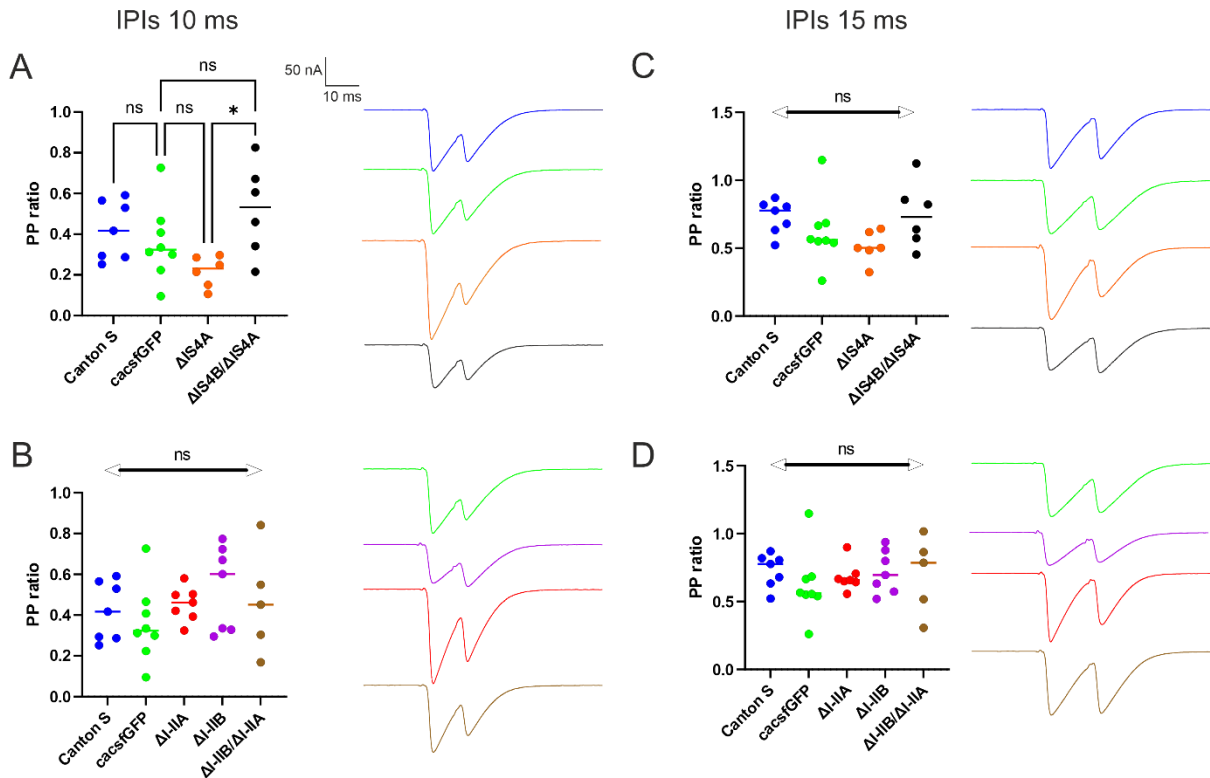 IPIs 10 ms
IPIs 15 ms
A
ns
ns
ns
*
50 nA
10 ms
PP ratio
1.0
0.8
0.6
0.4
0.2
0.0
Canton S
cacsfGFP
ΔIS4A
ΔIS4B/ΔIS4A
C
ns
PP ratio
1.5
1.0
0.5
0.0
Canton S
cacsfGFP
ΔIS4A
ΔIS4B/ΔIS4A
B
ns
PP ratio
1.0
0.8
0.6
0.4
0.2
0.0
Canton S
cacsfGFP
ΔI-IIA
ΔI-IIB
ΔI-IIB/ΔI-IIA
D
ns
PP ratio
1.5
1.0
0.5
0.0
Canton S
cacsfGFP
ΔI-IIA
ΔI-IIB
ΔI-IIB/ΔI-IIA